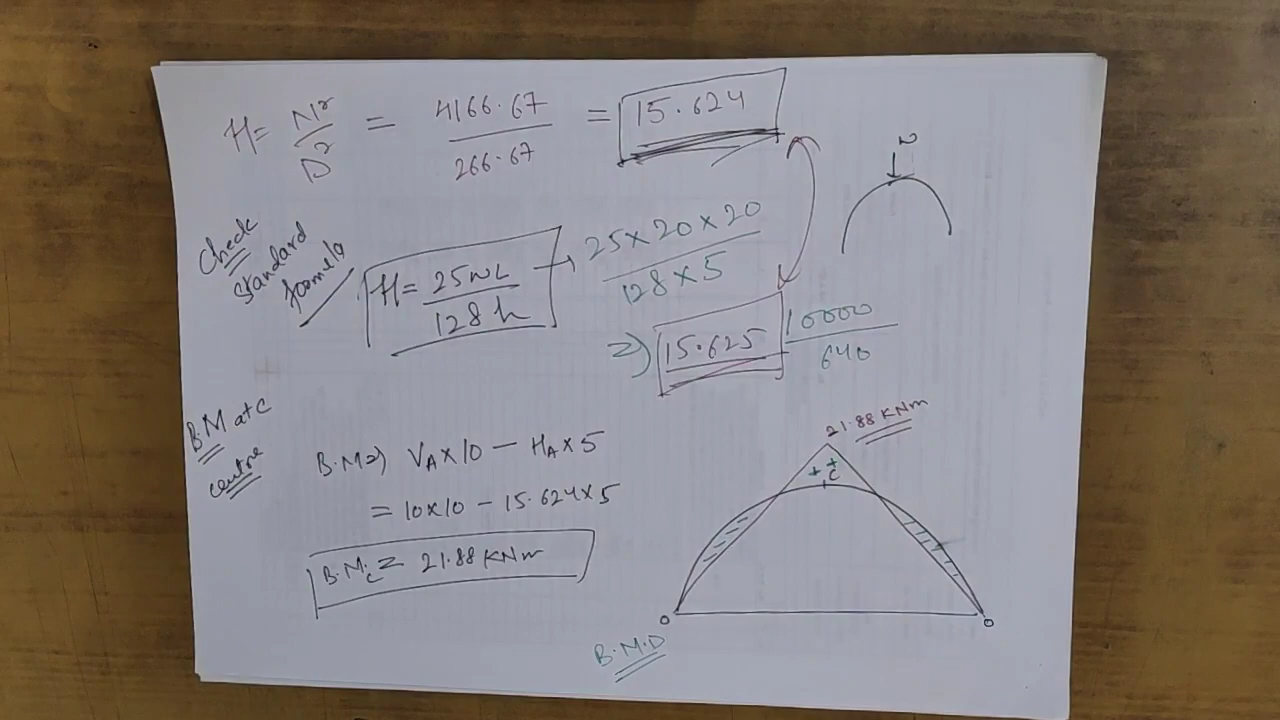 H = Nr / Dr = 4166.67 / 266.67 = 15.624
W
Check standard formula
H = 25WL / 128h → 25 × 20 × 20 / 128 × 5
⇒ 15.625 10000 / 640
BM at C centre
B.M ⇒ VA × 10 − HA × 5
= 10 × 10 − 15.624 × 5
B.Mc = 21.88 KNm
21.88 KNm
+ +
C
O O
B.M.D